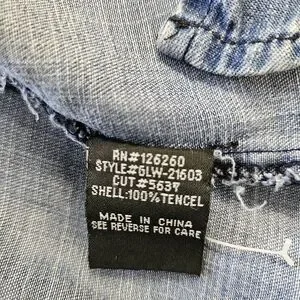 RN#126260
STYLE#GLW-21603
CUT#5637
SHELL:100%TENCEL
MADE IN CHINA
SEE REVERSE FOR CARE